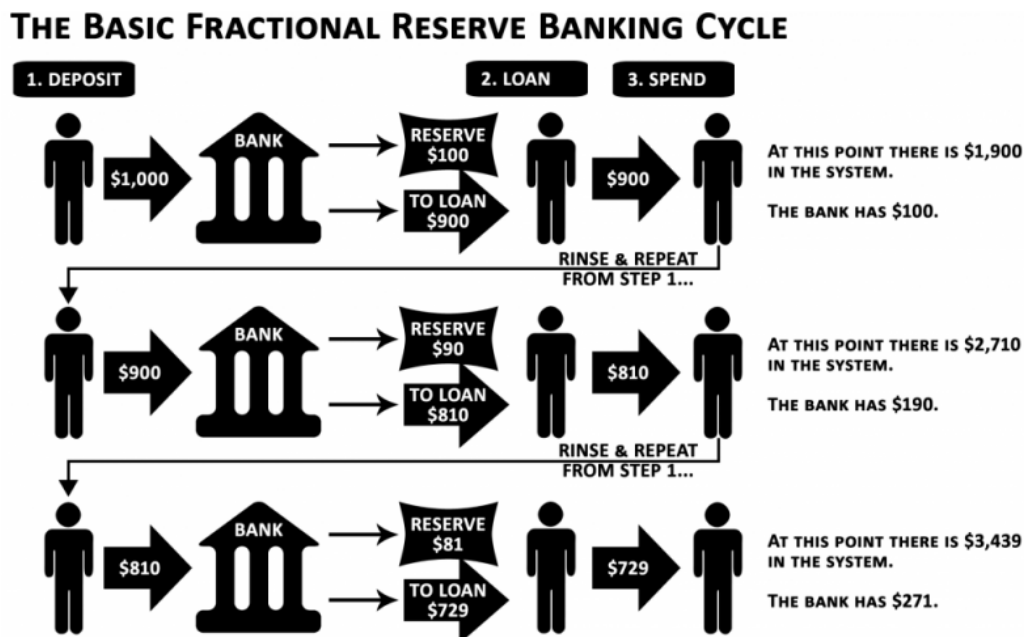 THE BASIC FRACTIONAL RESERVE BANKING CYCLE
1. DEPOSIT
2. LOAN
3. SPEND
$1,000
BANK
RESERVE
$100
TO LOAN
$900
$900
AT THIS POINT THERE IS $1,900
IN THE SYSTEM.
THE BANK HAS $100.
RINSE & REPEAT
FROM STEP 1...
$900
BANK
RESERVE
$90
TO LOAN
$810
$810
AT THIS POINT THERE IS $2,710
IN THE SYSTEM.
THE BANK HAS $190.
RINSE & REPEAT
FROM STEP 1...
$810
BANK
RESERVE
$81
TO LOAN
$729
$729
AT THIS POINT THERE IS $3,439
IN THE SYSTEM.
THE BANK HAS $271.